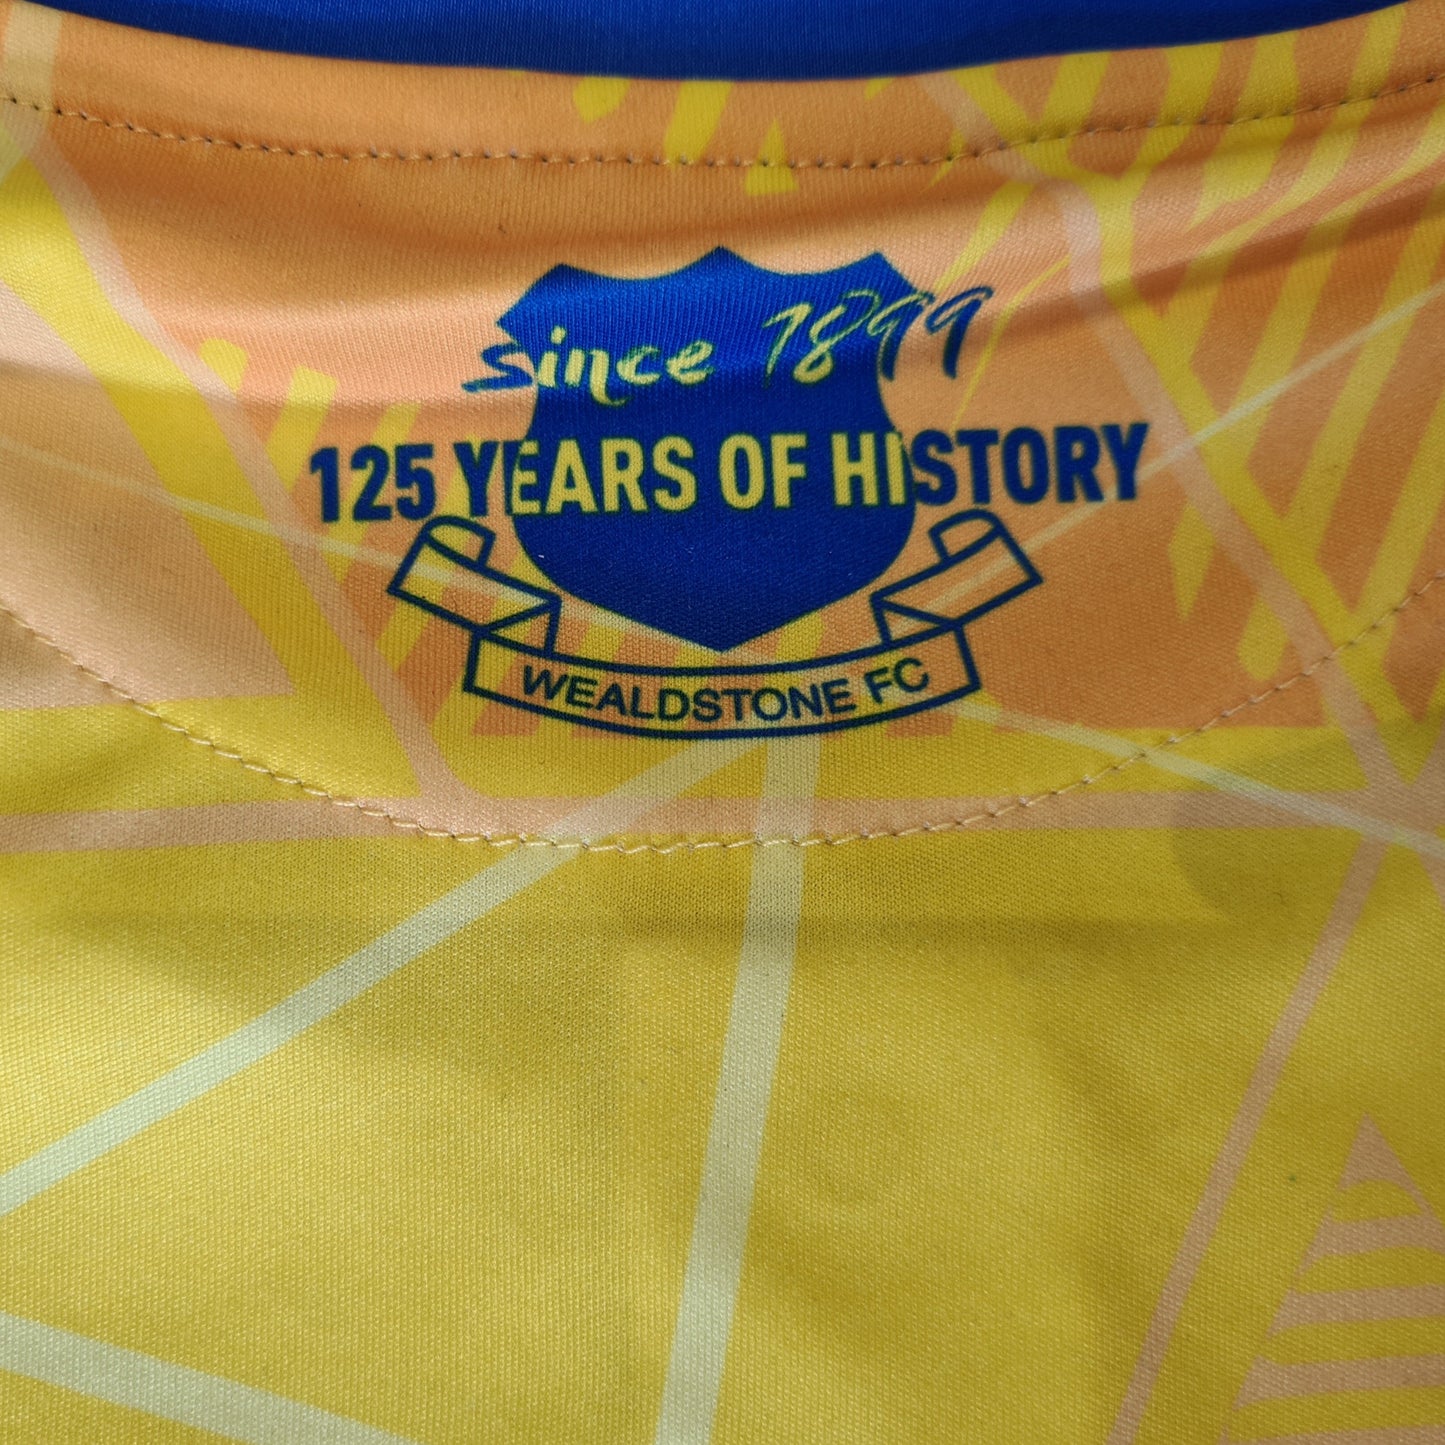 since 1899
125 YEARS OF HISTORY
WEALDSTONE FC